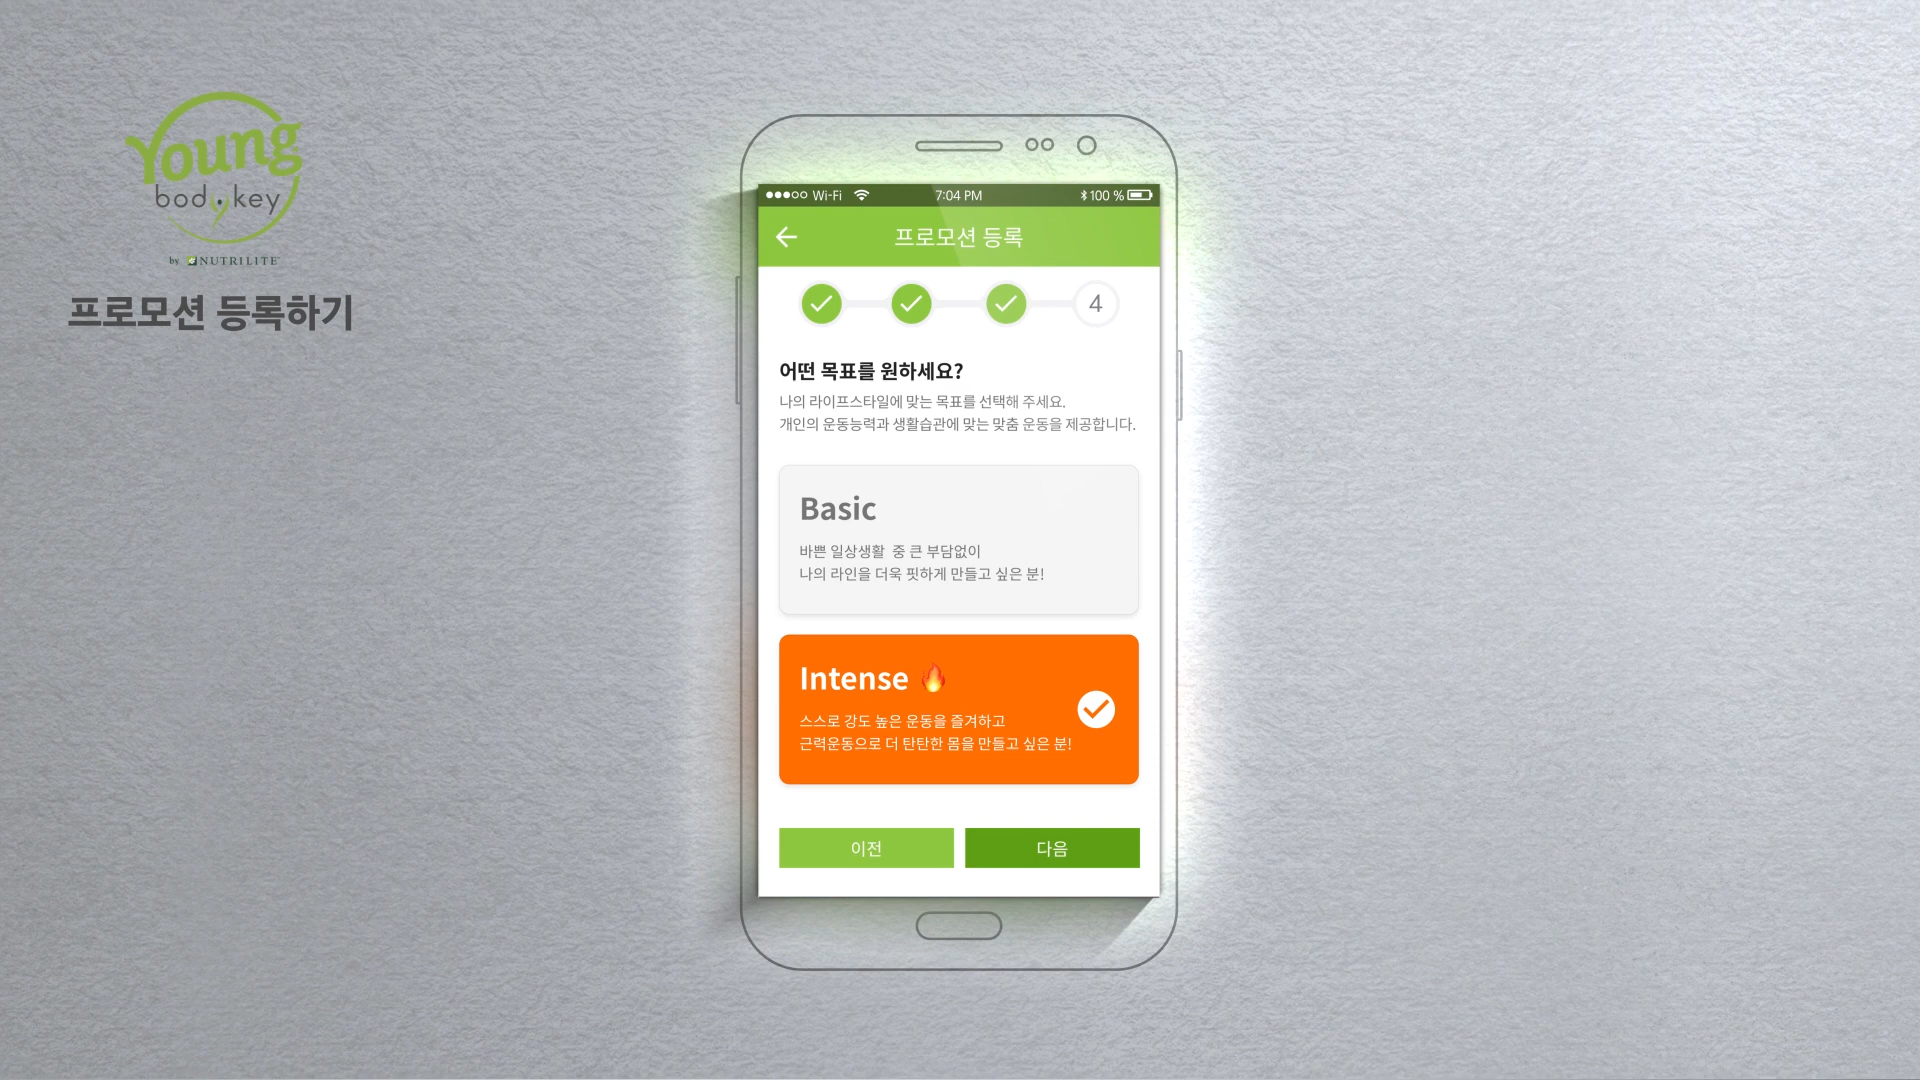 Young
bodykey
by NUTRILITE
프로모션 등록하기
Wi-Fi 7:04 PM 100 %
프로모션 등록
4
어떤 목표를 원하세요?
나의 라이프스타일에 맞는 목표를 선택해 주세요.
개인의 운동능력과 생활습관에 맞는 맞춤 운동을 제공합니다.
Basic
바쁜 일상생활 중 큰 부담없이
나의 라인을 더욱 핏하게 만들고 싶은 분!
Intense 🔥
스스로 강도 높은 운동을 즐겨하고
근력운동으로 더 탄탄한 몸을 만들고 싶은 분!
이전 다음